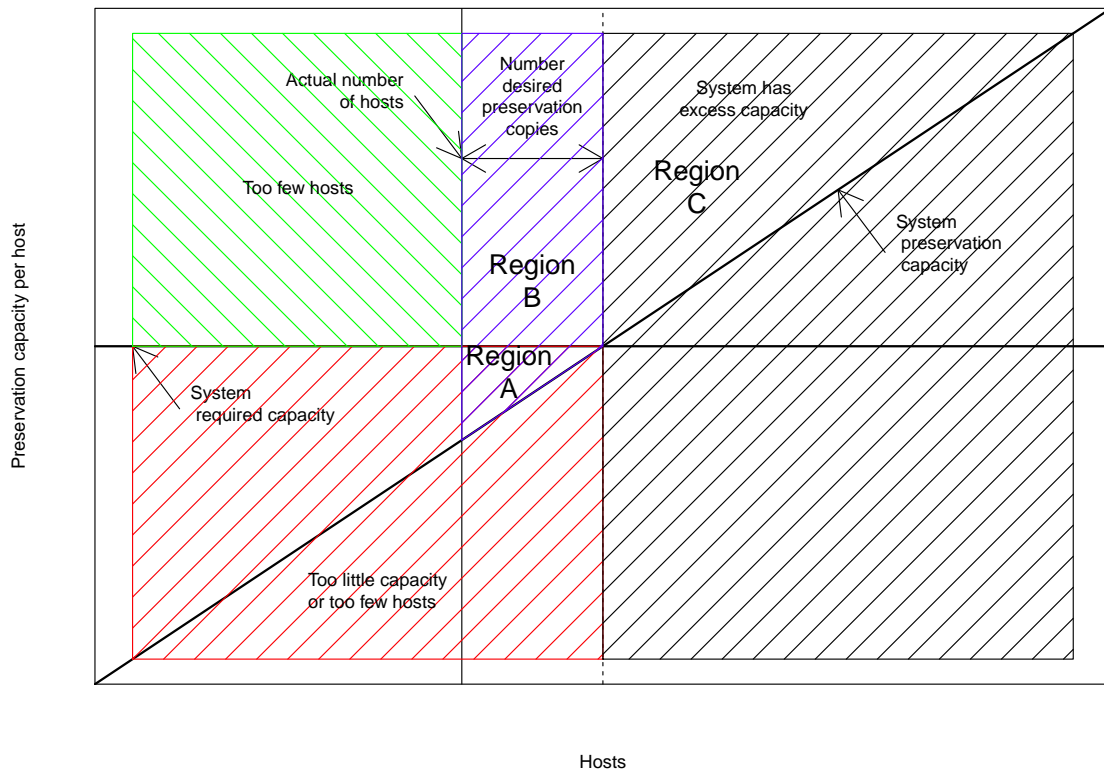 Number
desired
preservation
copies
Actual number
of hosts
System has
excess capacity
Too few hosts
Region
C
System
preservation
capacity
Region
B
Region
A
System
required capacity
Too little capacity
or too few hosts
Preservation capacity per host
Hosts